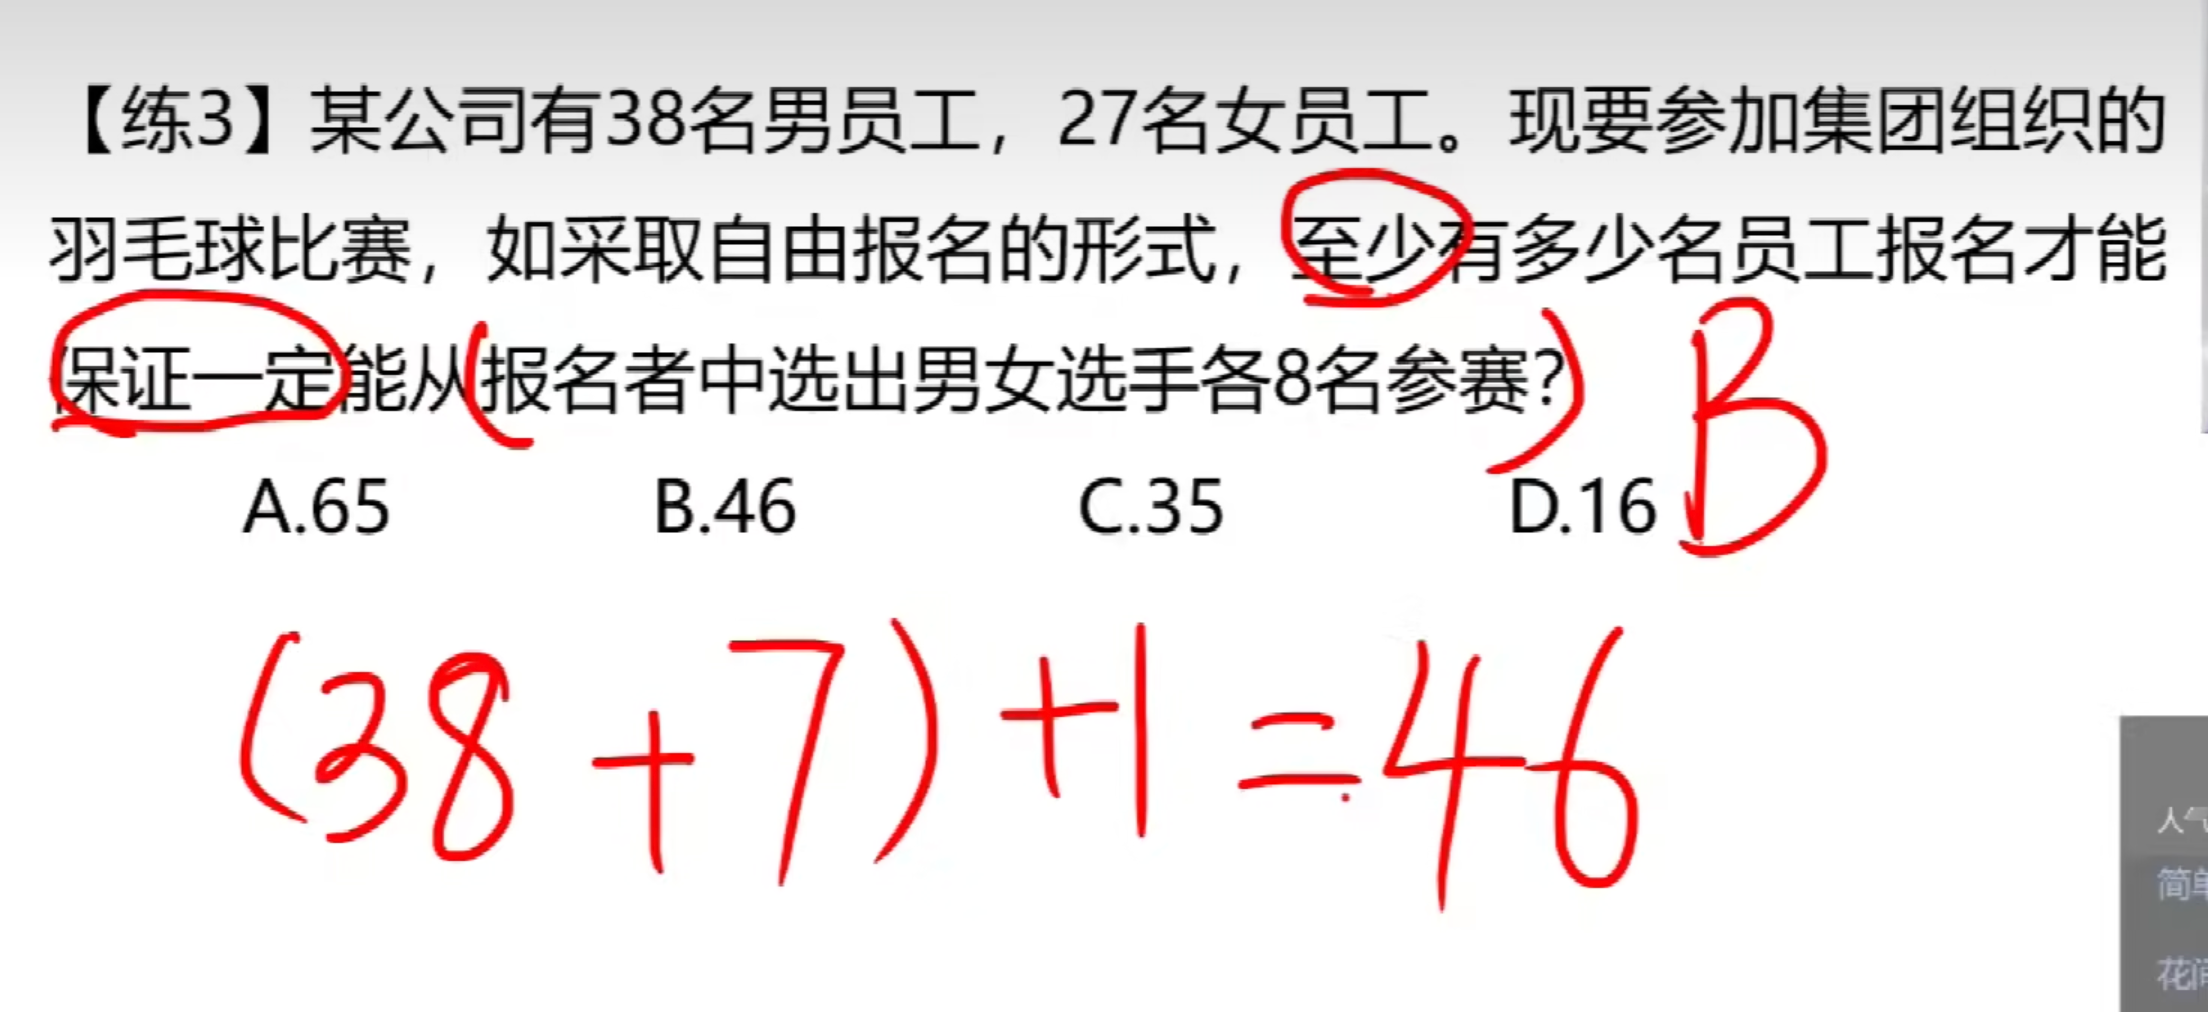 【练3】某公司有38名男员工，27名女员工。现要参加集团组织的
羽毛球比赛，如采取自由报名的形式，至少有多少名员工报名才能
保证一定能从(报名者中选出男女选手各8名参赛?)
B
A.65 B.46 C.35 D.16
(38+7)+1=46
人气
简单
花间